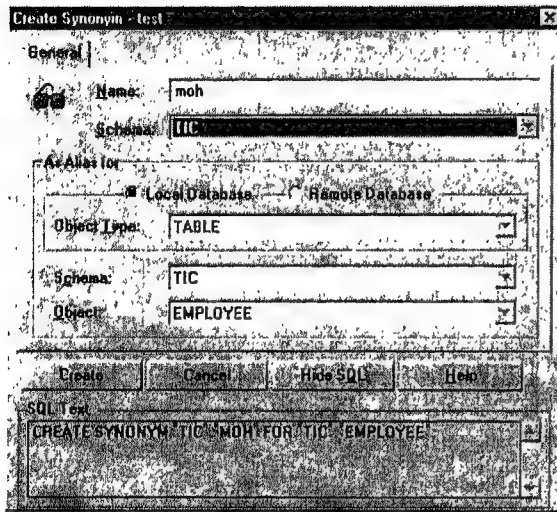 Create Synonym - test
General
Name: moh
Schema: TIC
As Alias for
Local Database Remote Database
Object Type: TABLE
Schema: TIC
Object: EMPLOYEE
Create Cancel Hide SQL Help
SQL Text
CREATE SYNONYM "TIC"."MOH" FOR "TIC"."EMPLOYEE"